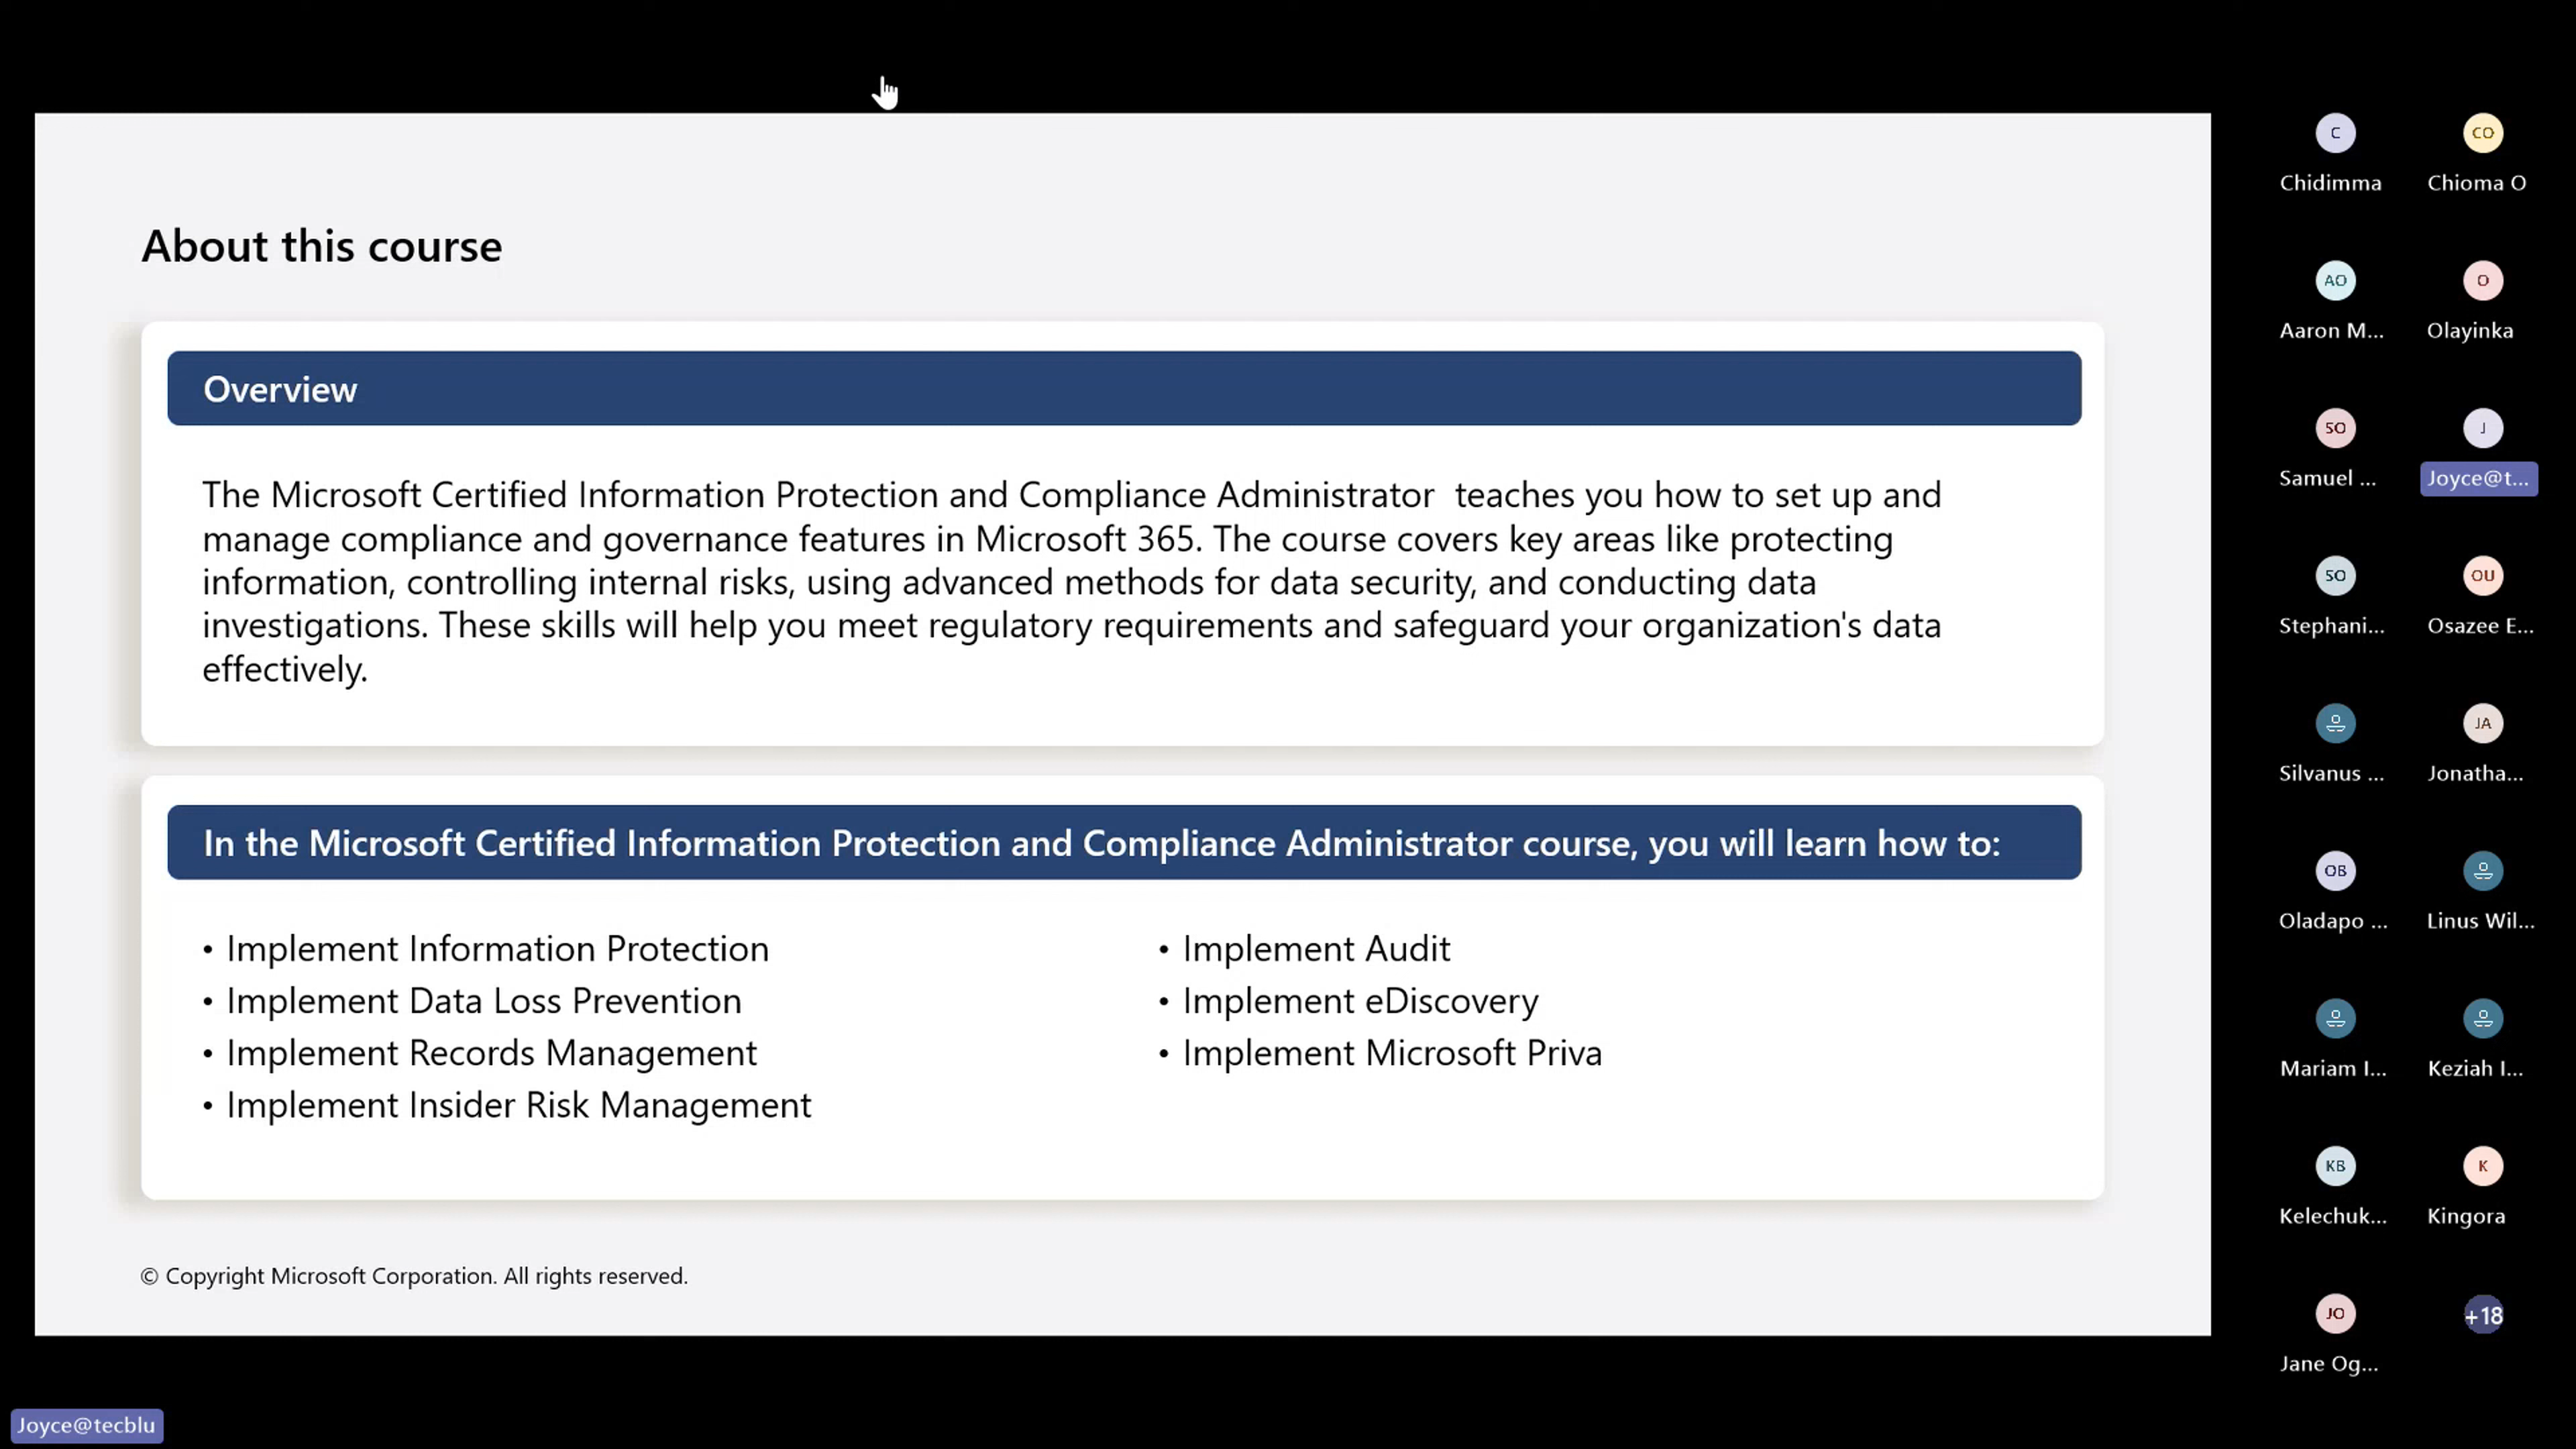 About this course
Overview
The Microsoft Certified Information Protection and Compliance Administrator  teaches you how to set up and
manage compliance and governance features in Microsoft 365. The course covers key areas like protecting
information, controlling internal risks, using advanced methods for data security, and conducting data
investigations. These skills will help you meet regulatory requirements and safeguard your organization's data
effectively.
In the Microsoft Certified Information Protection and Compliance Administrator course, you will learn how to:
• Implement Information Protection
• Implement Data Loss Prevention
• Implement Records Management
• Implement Insider Risk Management
• Implement Audit
• Implement eDiscovery
• Implement Microsoft Priva
© Copyright Microsoft Corporation. All rights reserved.
Joyce@tecblu
C
Chidimma
CO
Chioma O
AO
Aaron M...
O
Olayinka
SO
Samuel ...
J
Joyce@t...
SO
Stephani...
OU
Osazee E...
Silvanus ...
JA
Jonatha...
OB
Oladapo ...
Linus Wil...
Mariam I...
Keziah I...
KB
Kelechuk...
K
Kingora
JO
Jane Og...
+18